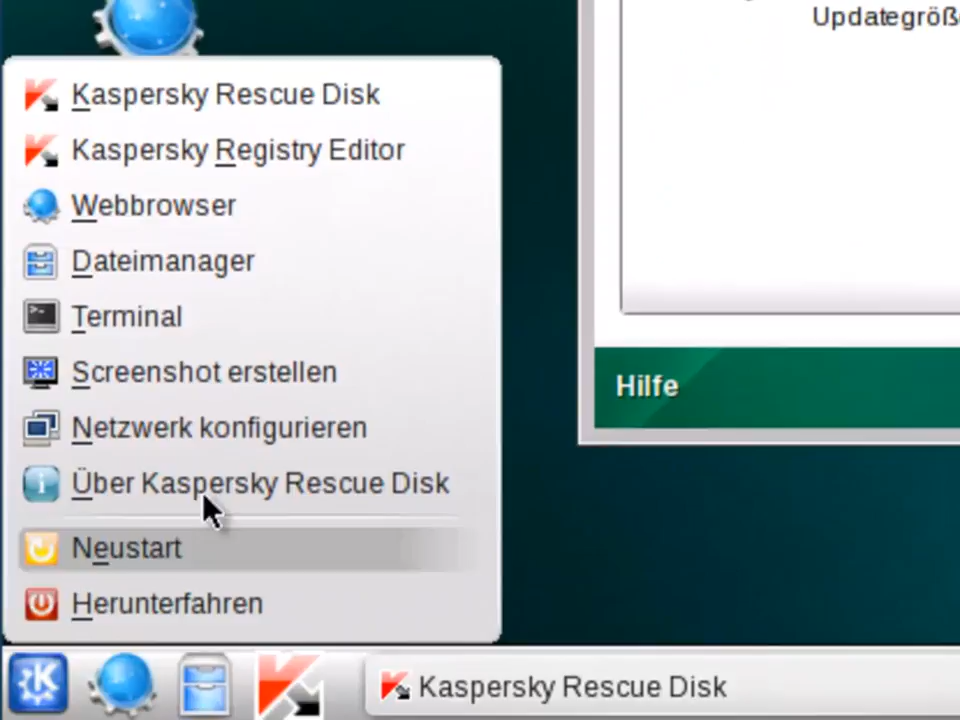 Updategröß
Kaspersky Rescue Disk
Kaspersky Registry Editor
Webbrowser
Dateimanager
Terminal
Screenshot erstellen
Netzwerk konfigurieren
Über Kaspersky Rescue Disk
Neustart
Herunterfahren
Hilfe
Kaspersky Rescue Disk